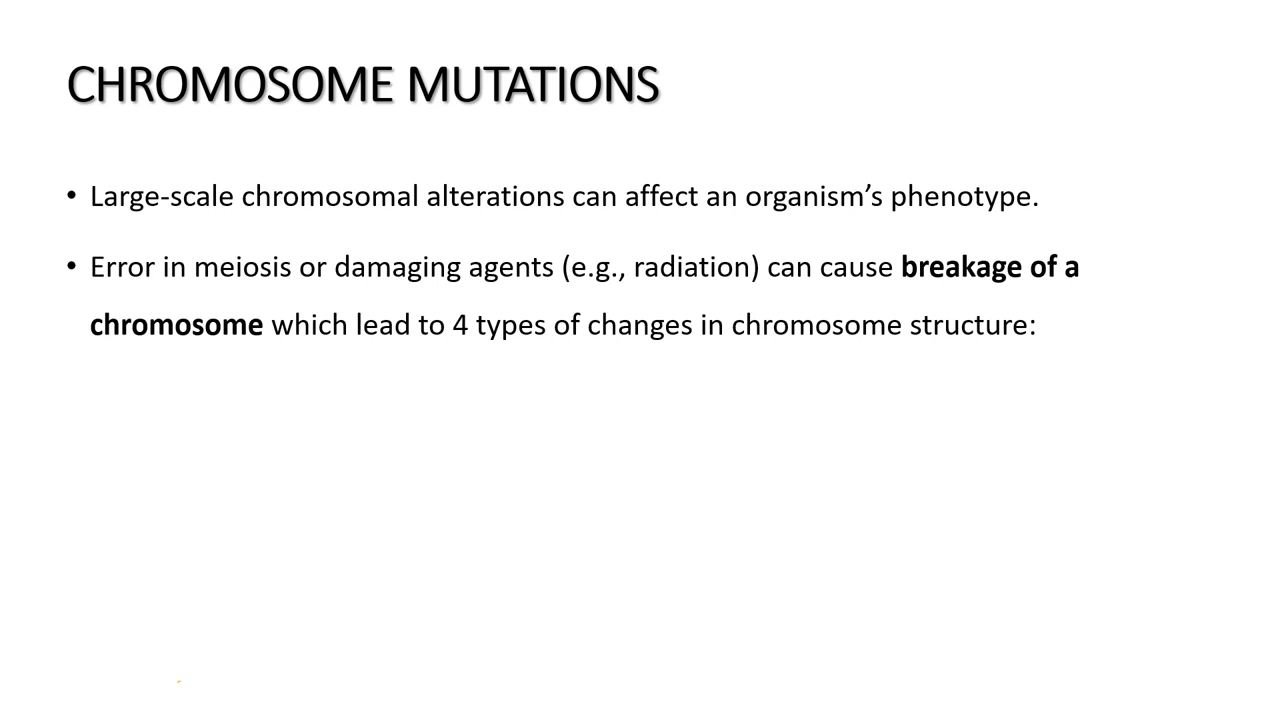 CHROMOSOME MUTATIONS
• Large-scale chromosomal alterations can affect an organism’s phenotype.
• Error in meiosis or damaging agents (e.g., radiation) can cause breakage of a
chromosome which lead to 4 types of changes in chromosome structure: